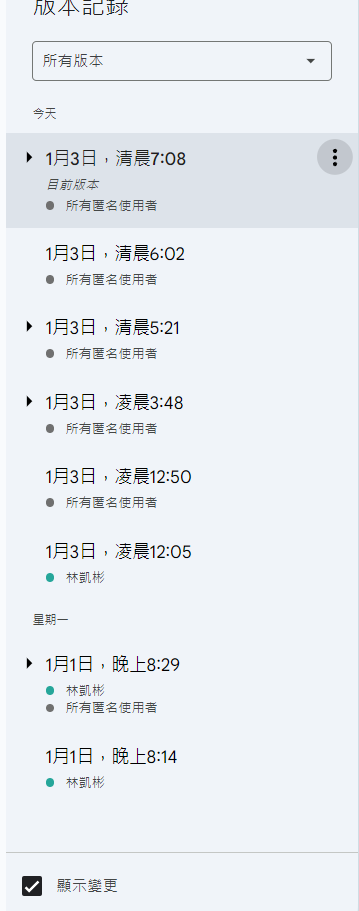 版本記錄
所有版本
今天
1月3日，清晨7:08
目前版本
所有匿名使用者
1月3日，清晨6:02
所有匿名使用者
1月3日，清晨5:21
所有匿名使用者
1月3日，凌晨3:48
所有匿名使用者
1月3日，凌晨12:50
所有匿名使用者
1月3日，凌晨12:05
林凱彬
星期一
1月1日，晚上8:29
林凱彬
所有匿名使用者
1月1日，晚上8:14
林凱彬
顯示變更